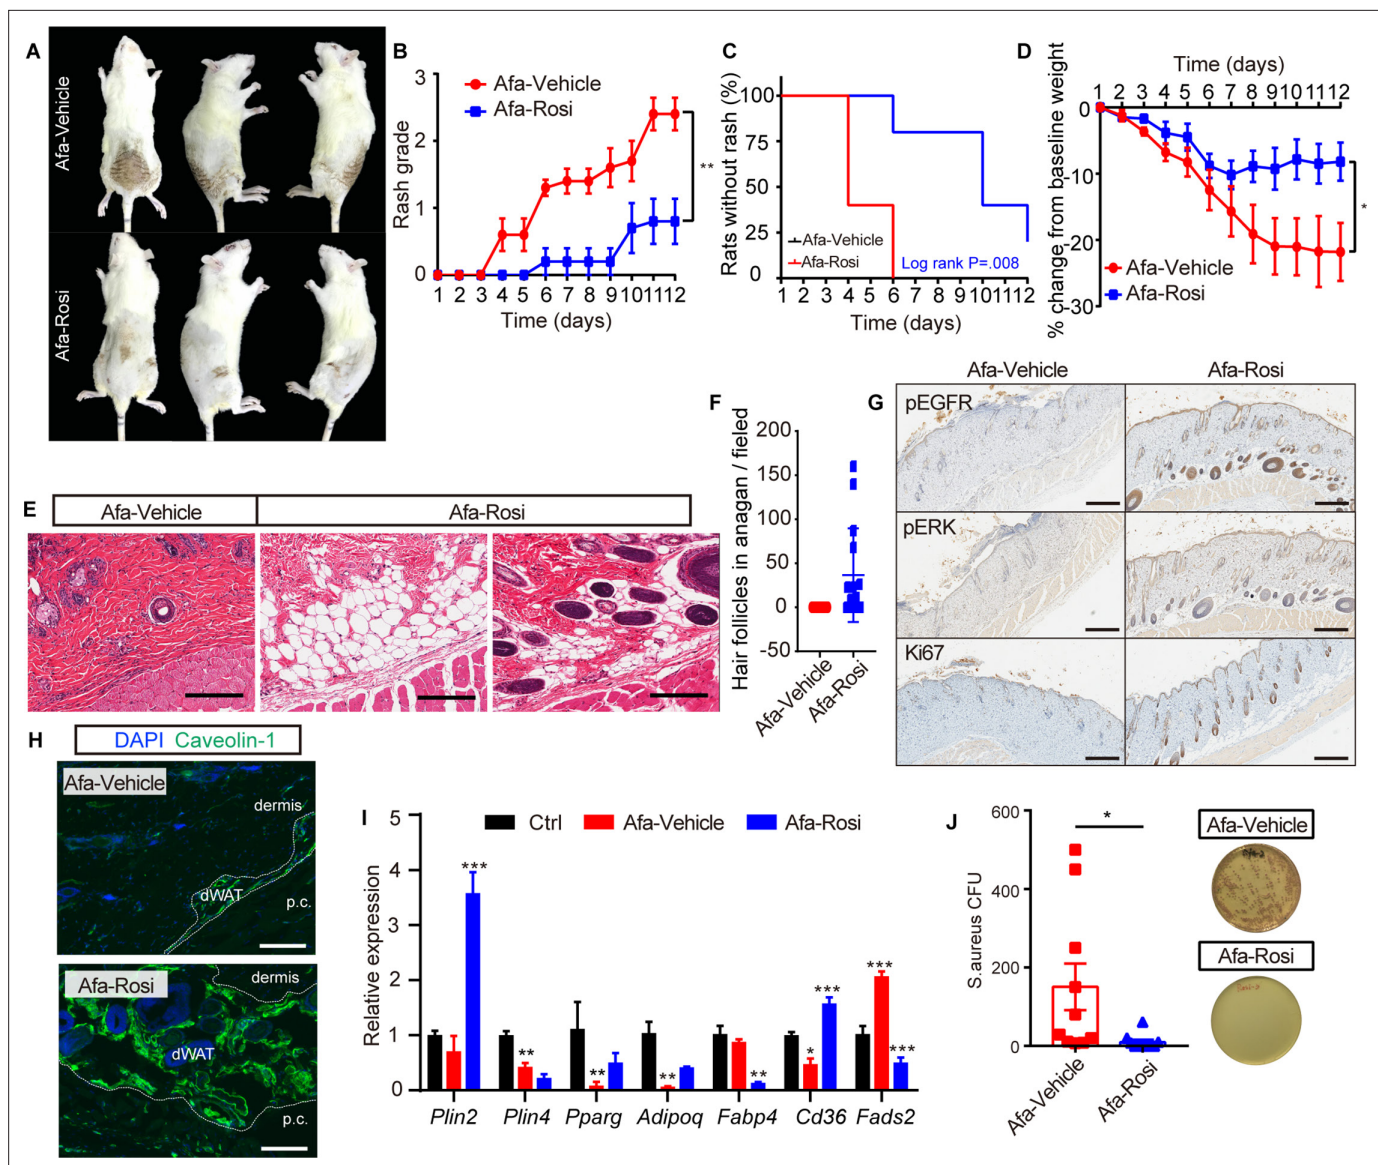 A
Afa-Vehicle
Afa-Rosi
B
Rash grade
3
2
1
0
Afa-Vehicle
Afa-Rosi
**
1 2 3 4 5 6 7 8 9 101112
Time (days)
C
Rats without rash (%)
100
75
50
25
0
Afa-Vehicle
Afa-Rosi
Log rank P=.008
1 2 3 4 5 6 7 8 9 101112
Time (days)
D
Time (days)
1 2 3 4 5 6 7 8 9 10 11 12
% change from baseline weight
0
-10
-20
-30
*
Afa-Vehicle
Afa-Rosi
E
Afa-Vehicle
Afa-Rosi
F
Hair follicles in anagan / fieled
200
150
100
50
0
-50
Afa-Vehicle
Afa-Rosi
G
Afa-Vehicle
Afa-Rosi
pEGFR
pERK
Ki67
H
DAPI Caveolin-1
Afa-Vehicle
dermis
dWAT
p.c.
Afa-Rosi
dermis
dWAT
p.c.
I
Relative expression
5
4
3
2
1
0
Ctrl
Afa-Vehicle
Afa-Rosi
***
**
**
**
**
*
***
***
***
Plin2 Plin4 Pparg Adipoq Fabp4 Cd36 Fads2
J
S.aureus CFU
600
400
200
0
*
Afa-Vehicle
Afa-Rosi
Afa-Vehicle
Afa-Rosi